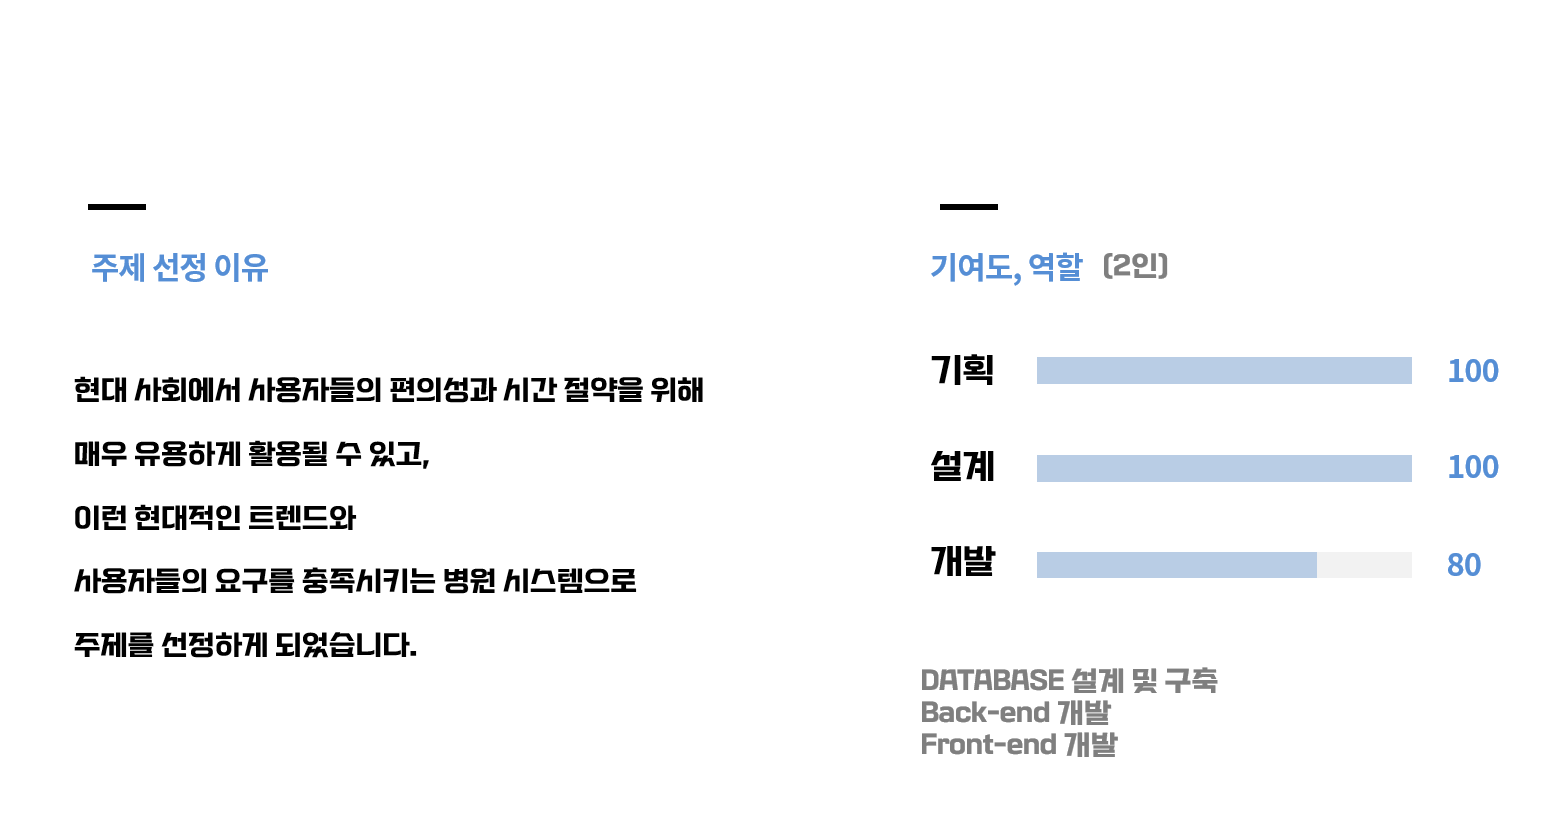 주제 선정 이유
현대 사회에서 사용자들의 편의성과 시간 절약을 위해
매우 유용하게 활용될 수 있고,
이런 현대적인 트렌드와
사용자들의 요구를 충족시키는 병원 시스템으로
주제를 선정하게 되었습니다.
기여도, 역할 (2인)
기획 100
설계 100
개발 80
DATABASE 설계 및 구축
Back-end 개발
Front-end 개발